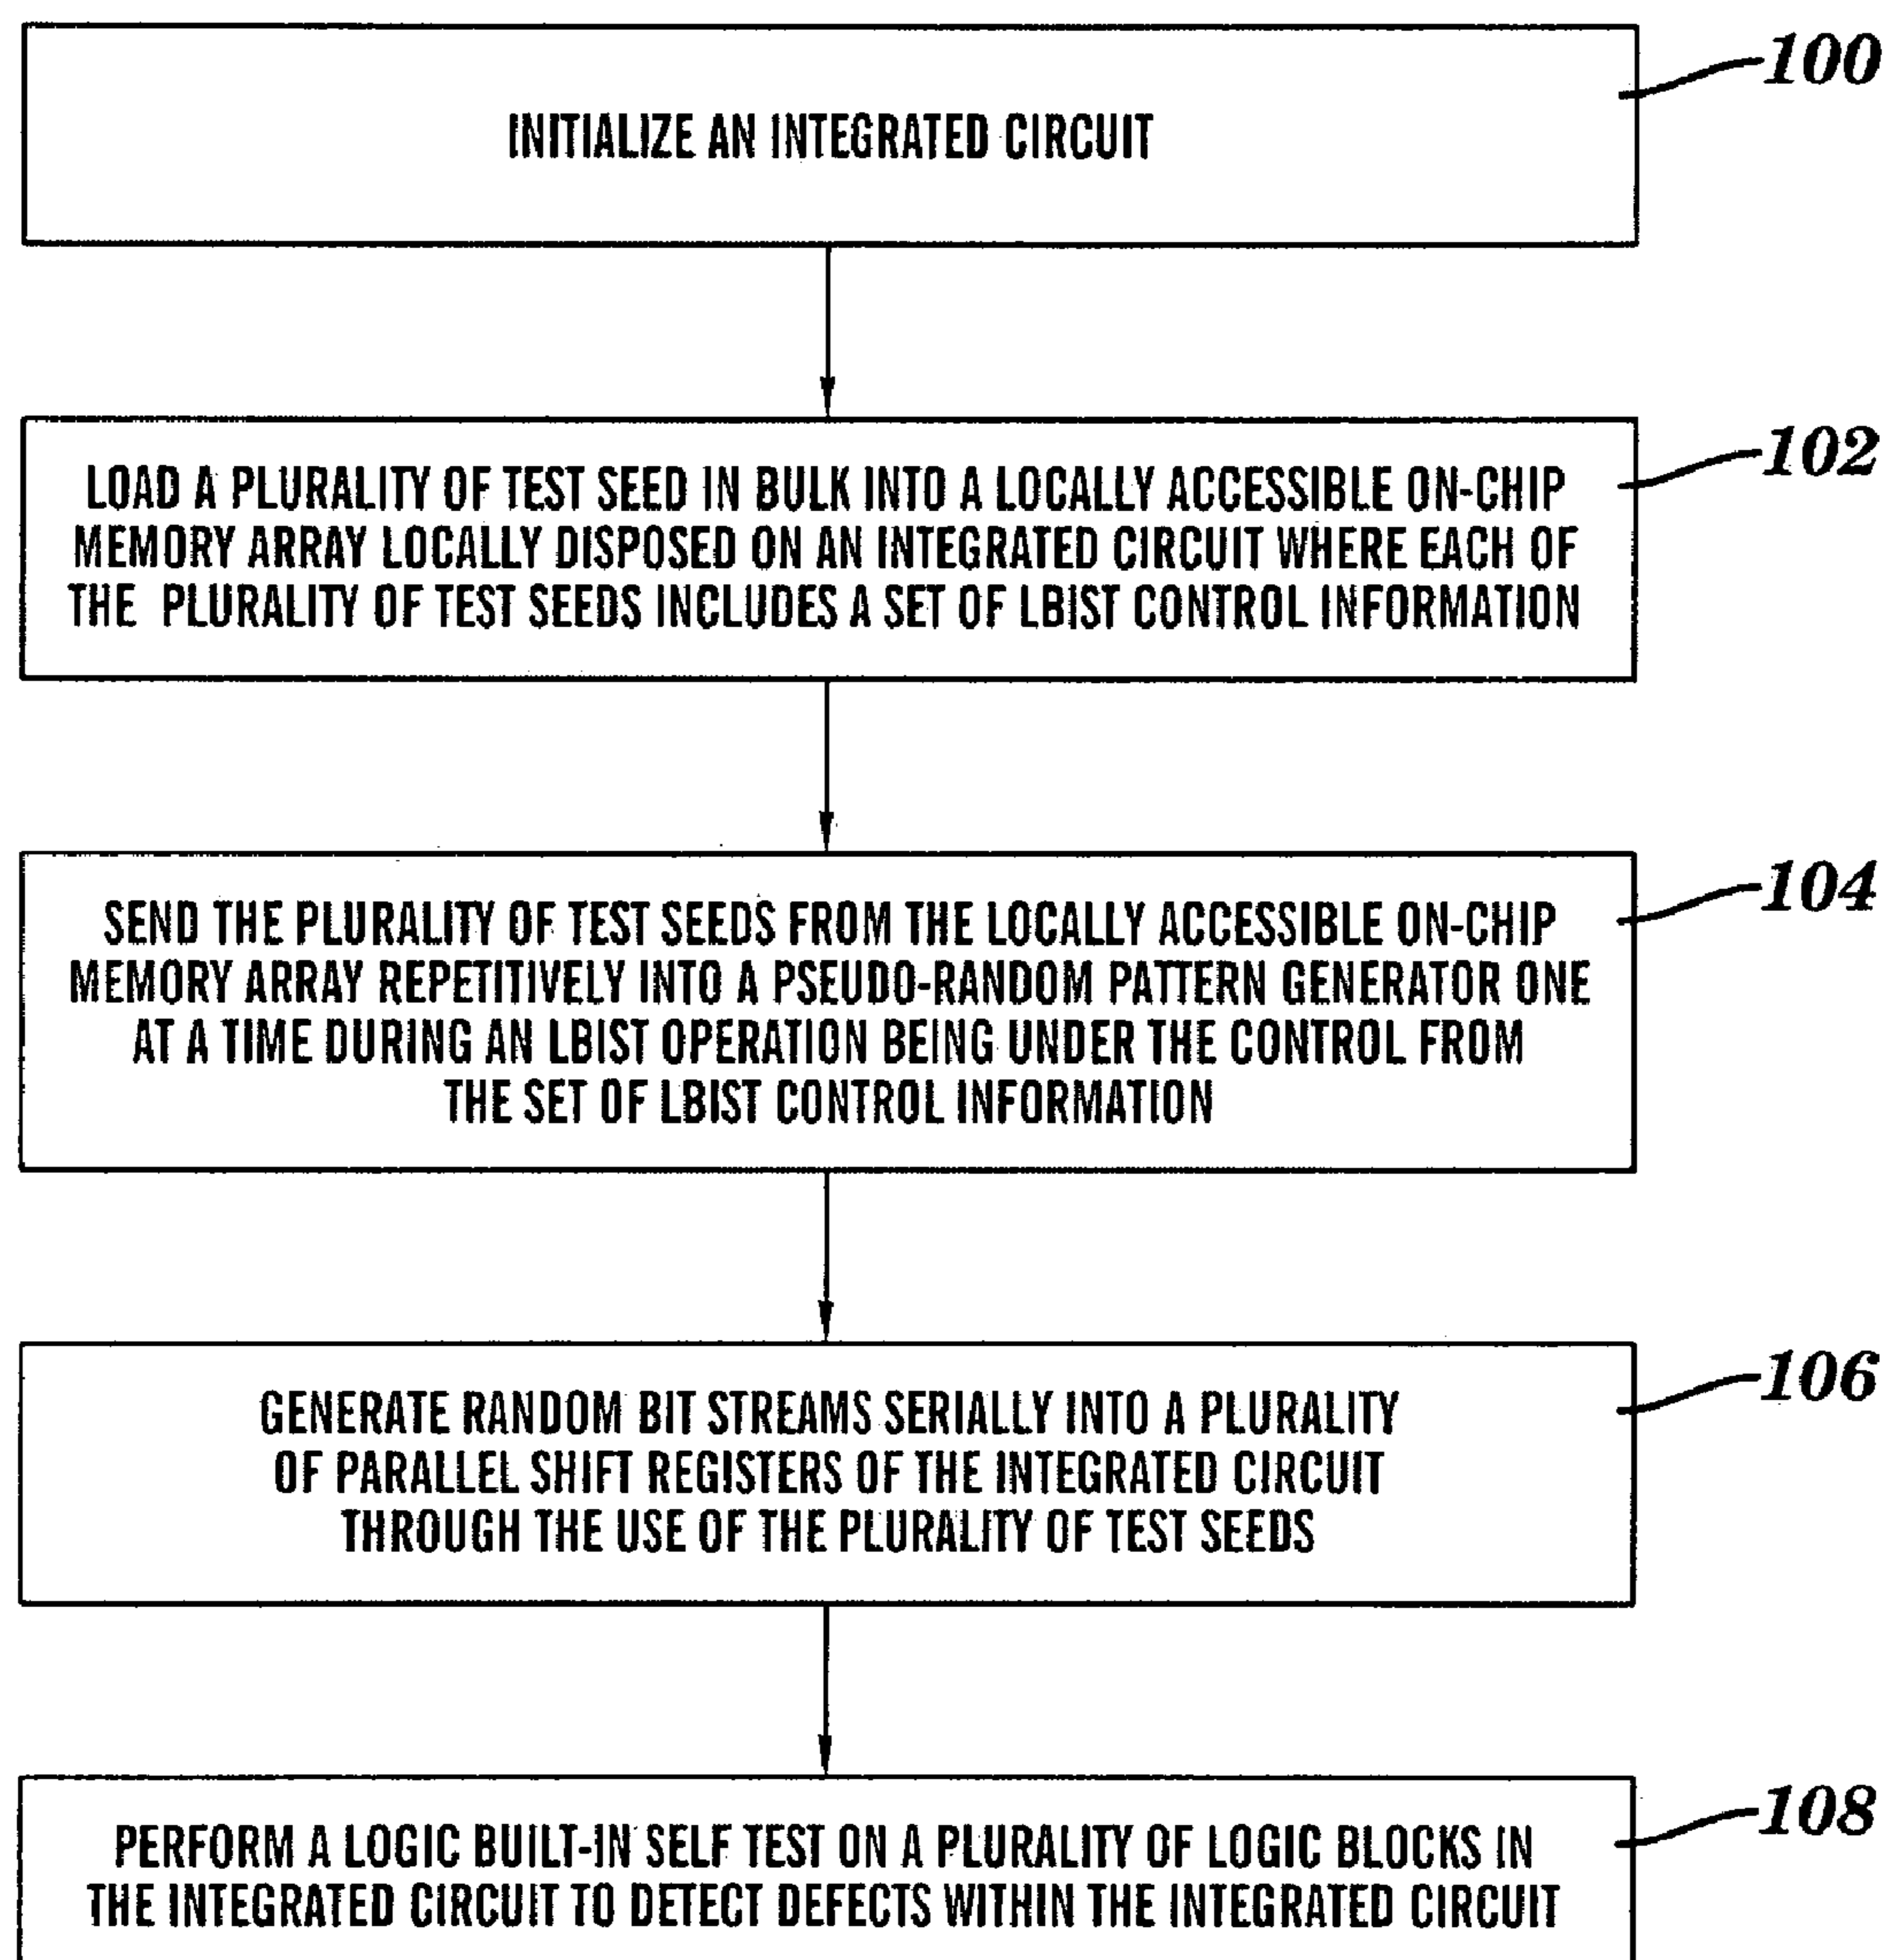 INITIALIZE AN INTEGRATED CIRCUIT
100
LOAD A PLURALITY OF TEST SEED IN BULK INTO A LOCALLY ACCESSIBLE ON-CHIP
MEMORY ARRAY LOCALLY DISPOSED ON AN INTEGRATED CIRCUIT WHERE EACH OF
THE PLURALITY OF TEST SEEDS INCLUDES A SET OF LBIST CONTROL INFORMATION
102
SEND THE PLURALITY OF TEST SEEDS FROM THE LOCALLY ACCESSIBLE ON-CHIP
MEMORY ARRAY REPETITIVELY INTO A PSEUDO-RANDOM PATTERN GENERATOR ONE
AT A TIME DURING AN LBIST OPERATION BEING UNDER THE CONTROL FROM
THE SET OF LBIST CONTROL INFORMATION
104
GENERATE RANDOM BIT STREAMS SERIALLY INTO A PLURALITY
OF PARALLEL SHIFT REGISTERS OF THE INTEGRATED CIRCUIT
THROUGH THE USE OF THE PLURALITY OF TEST SEEDS
106
PERFORM A LOGIC BUILT-IN SELF TEST ON A PLURALITY OF LOGIC BLOCKS IN
THE INTEGRATED CIRCUIT TO DETECT DEFECTS WITHIN THE INTEGRATED CIRCUIT
108